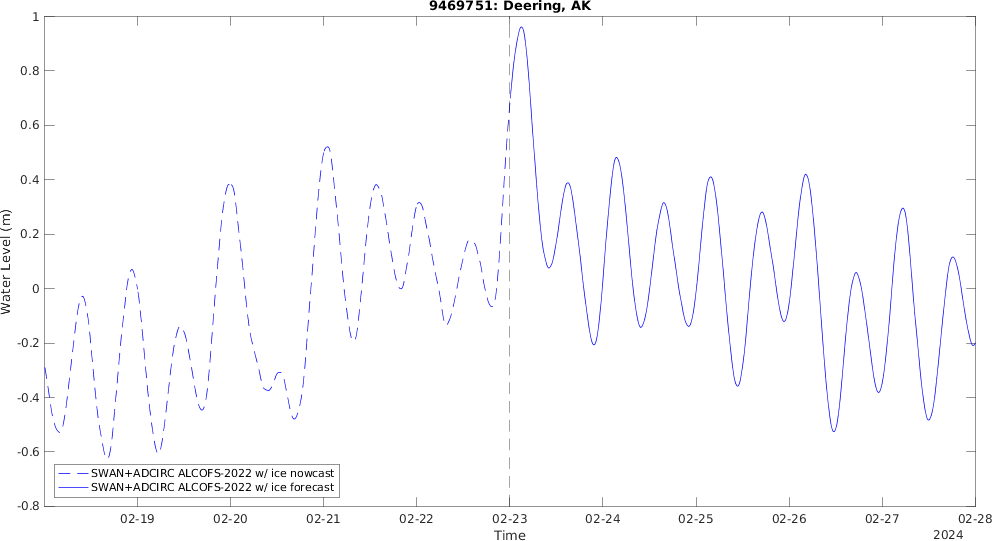 9469751: Deering, AK
1
0.8
0.6
0.4
0.2
0
-0.2
-0.4
-0.6
-0.8
Water Level (m)
SWAN+ADCIRC ALCOFS-2022 w/ ice nowcast
SWAN+ADCIRC ALCOFS-2022 w/ ice forecast
02-19 02-20 02-21 02-22 02-23 02-24 02-25 02-26 02-27 02-28
Time
2024